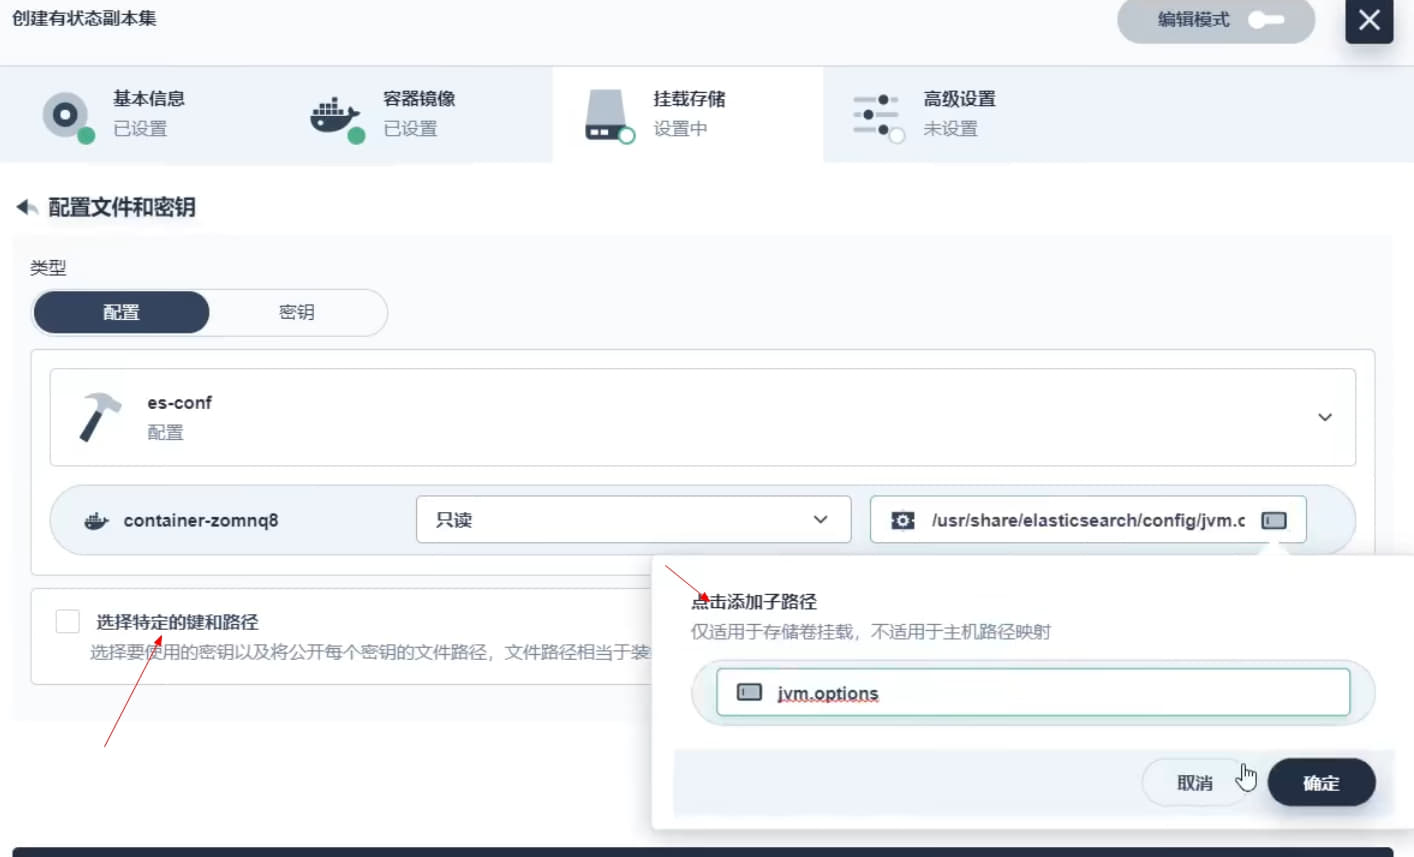 创建有状态副本集
编辑模式
基本信息
已设置
容器镜像
已设置
挂载存储
设置中
高级设置
未设置
配置文件和密钥
类型
配置
密钥
es-conf
配置
container-zomnq8
只读
/usr/share/elasticsearch/config/jvm.c
选择特定的键和路径
选择要使用的密钥以及将公开每个密钥的文件路径，文件路径相当于装
点击添加子路径
仅适用于存储卷挂载，不适用于主机路径映射
jvm.options
取消
确定